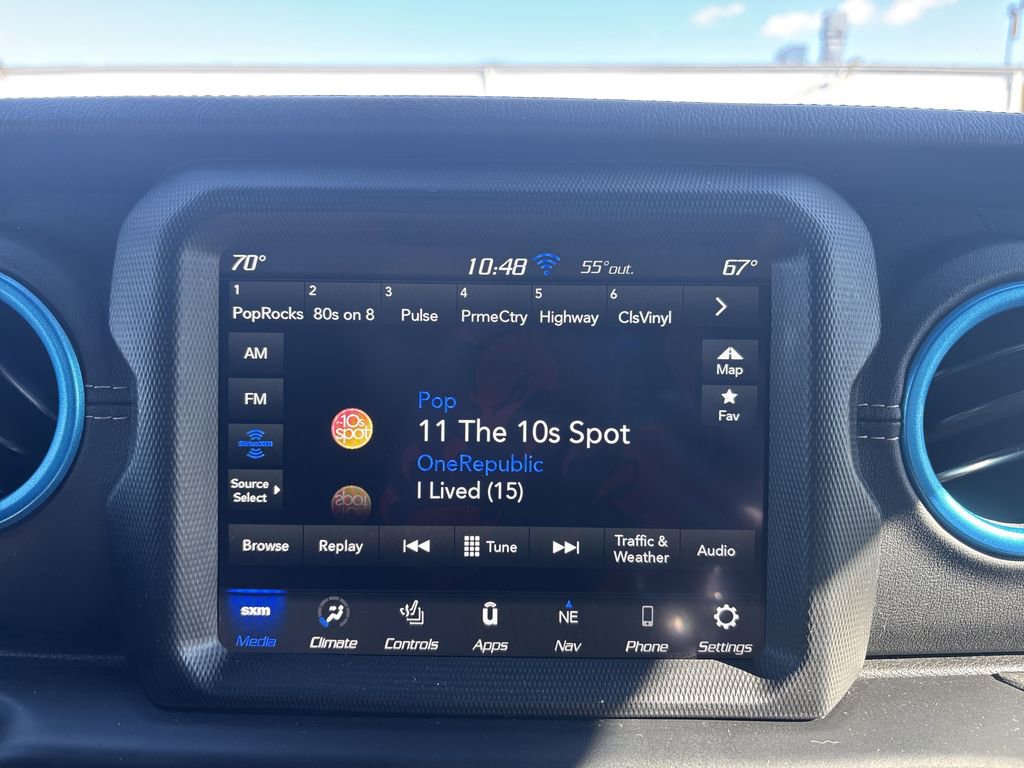 70°
10:48
55°out.
67°
1
PopRocks
2
80s on 8
3
Pulse
4
PrmeCtry
5
Highway
6
ClsVinyl
AM
FM
SiriusXM
Source
Select
Map
Fav
10s
spot
Pop
11 The 10s Spot
OneRepublic
I Lived (15)
Browse
Replay
Tune
Traffic &
Weather
Audio
sxm
Media
Climate
Controls
ū
Apps
NE
Nav
Phone
Settings